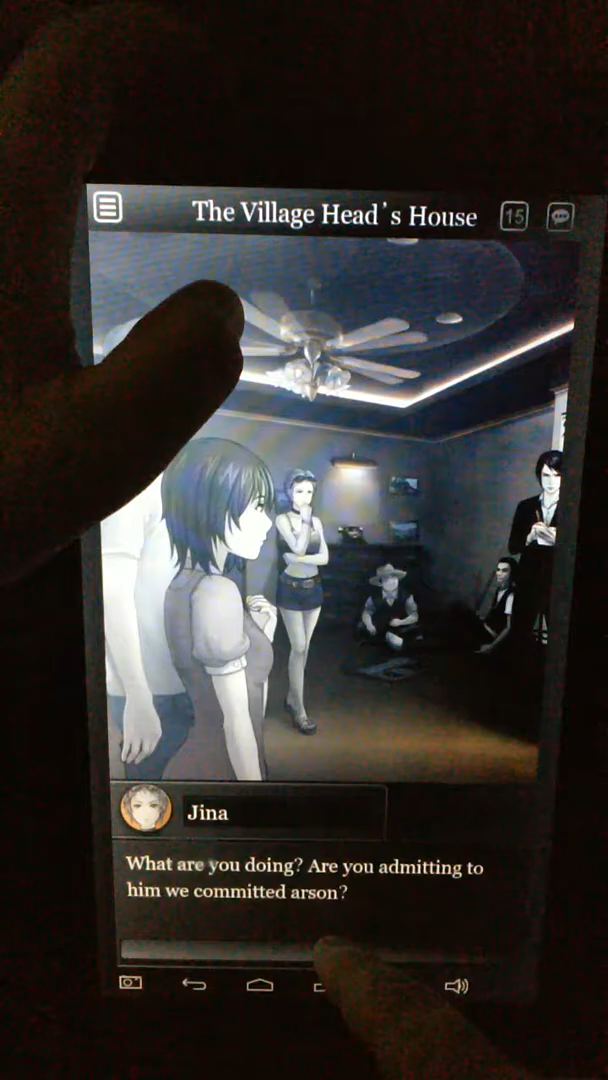 The Village Head's House
15
Jina
What are you doing? Are you admitting to
him we committed arson?